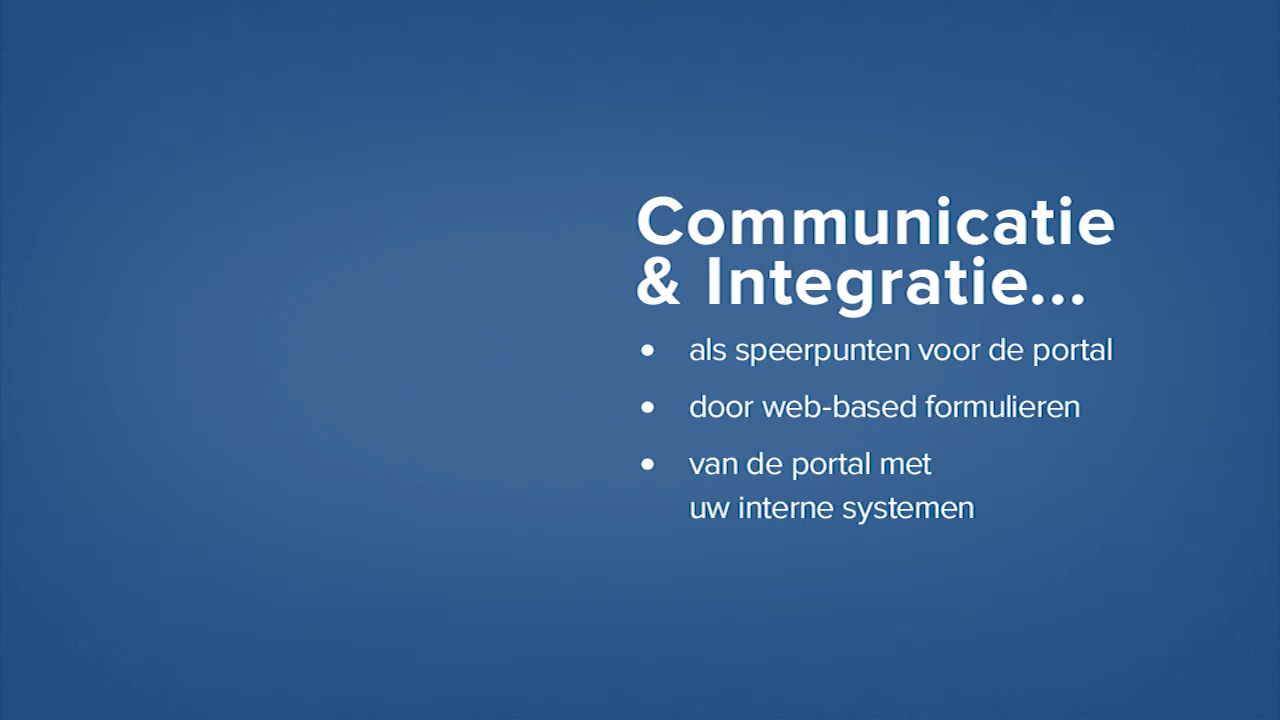 Communicatie
& Integratie...
• als speerpunten voor de portal
• door web-based formulieren
• van de portal met
uw interne systemen